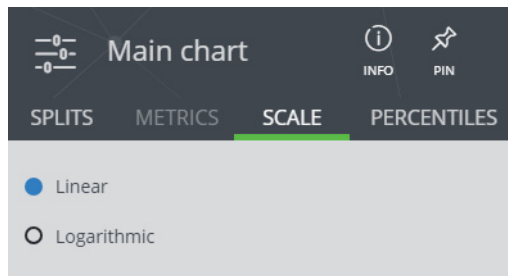 Main chart
INFO PIN
SPLITS METRICS SCALE PERCENTILES
Linear
Logarithmic